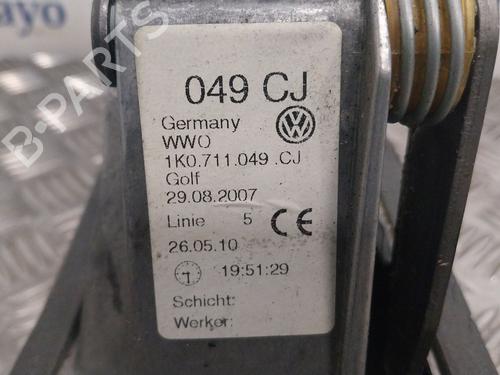 ayo
049 CJ
Germany
WWO
1K0.711.049 .CJ
Golf
29.08.2007
Linie 5 CE
26.05.10
19:51:29
Schicht:
Werker:
B-PARTS